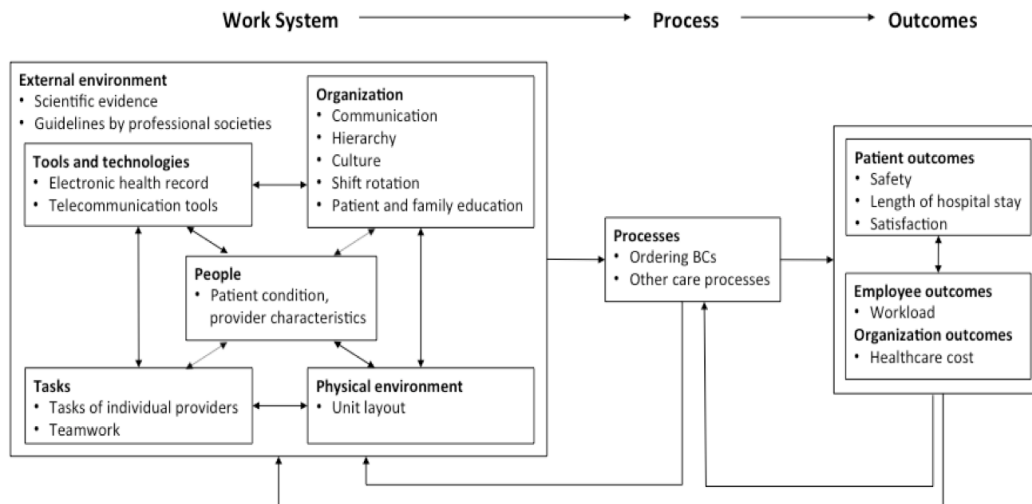 Work System
Process
Outcomes
External environment
• Scientific evidence
• Guidelines by professional societies
Tools and technologies
• Electronic health record
• Telecommunication tools
Organization
• Communication
• Hierarchy
• Culture
• Shift rotation
• Patient and family education
People
• Patient condition,
provider characteristics
Tasks
• Tasks of individual providers
• Teamwork
Physical environment
• Unit layout
Processes
• Ordering BCs
• Other care processes
Patient outcomes
• Safety
• Length of hospital stay
• Satisfaction
Employee outcomes
• Workload
Organization outcomes
• Healthcare cost